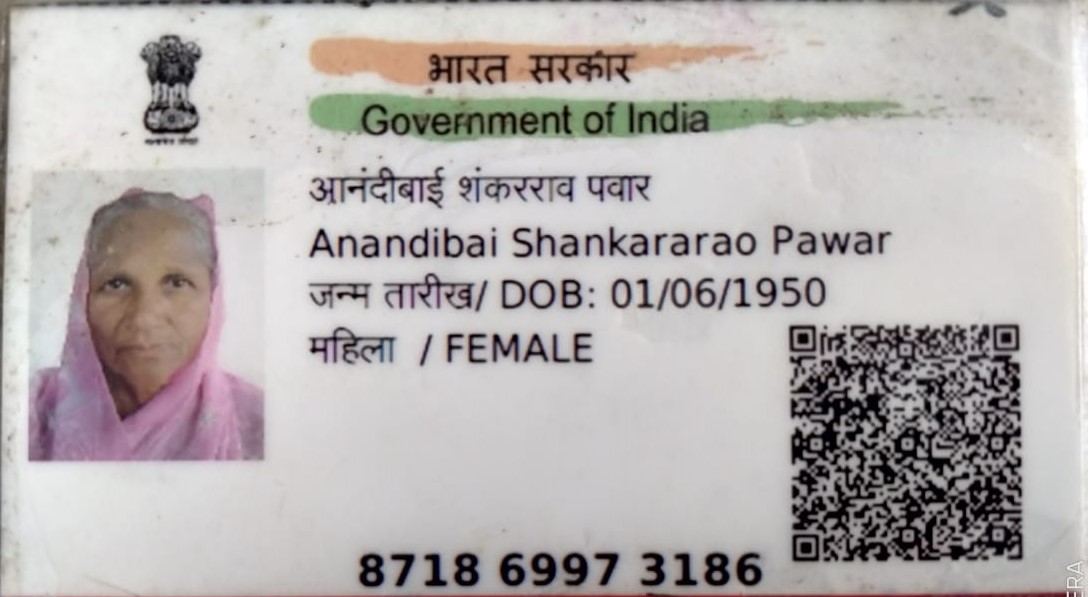 भारत सरकार
Government of India
आनंदीबाई शंकरराव पवार
Anandibai Shankararao Pawar
जन्म तारीख/ DOB: 01/06/1950
महिला / FEMALE
8718 6997 3186
ERA